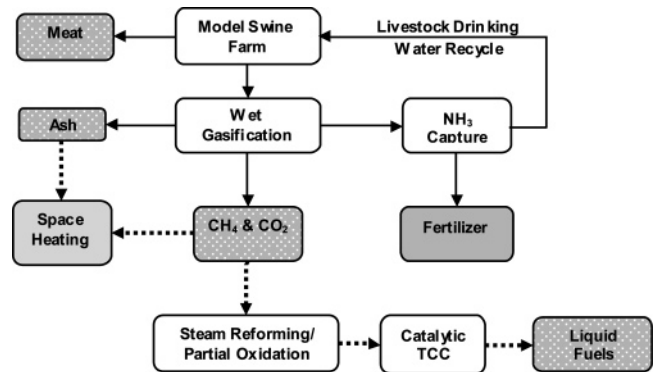 Meat
Model Swine
Farm
Livestock Drinking
Water Recycle
Ash
Wet
Gasification
NH₃
Capture
Space
Heating
CH₄ & CO₂
Fertilizer
Steam Reforming/
Partial Oxidation
Catalytic
TCC
Liquid
Fuels